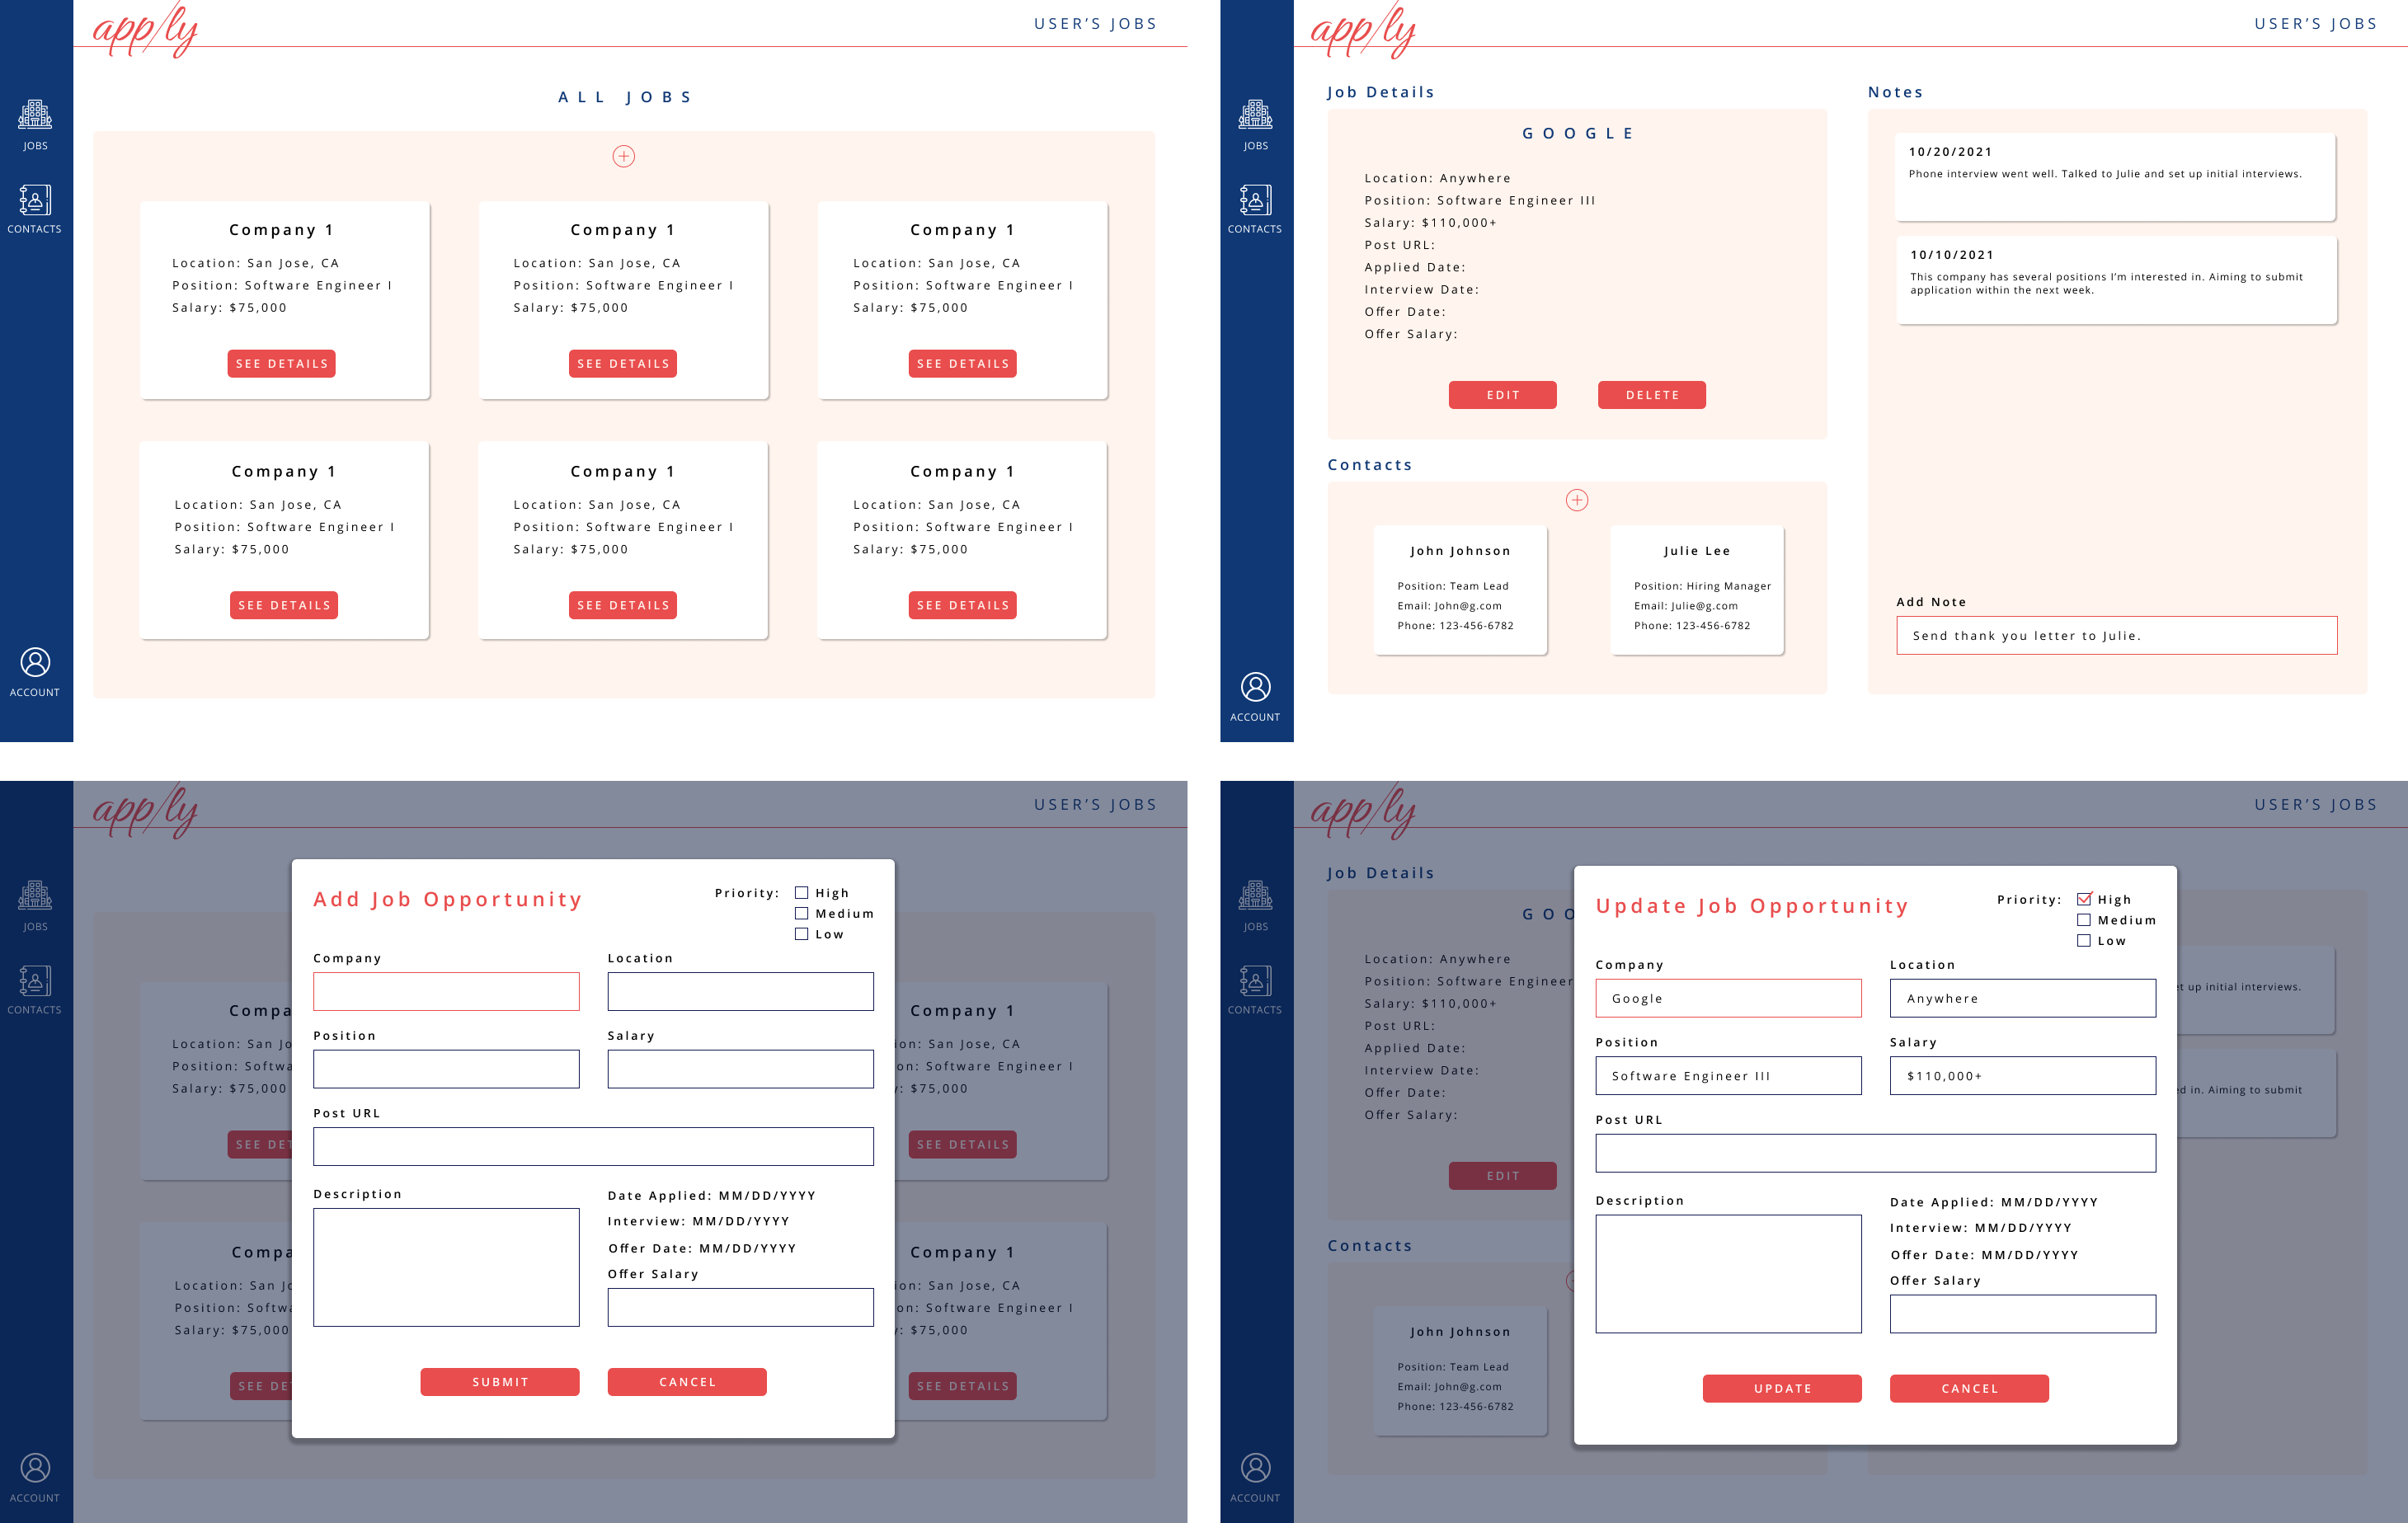 app/ly
USER'S JOBS
JOBS
CONTACTS
ACCOUNT
ALL JOBS
Company 1
Location: San Jose, CA
Position: Software Engineer I
Salary: $75,000
SEE DETAILS
Company 1
Location: San Jose, CA
Position: Software Engineer I
Salary: $75,000
SEE DETAILS
Company 1
Location: San Jose, CA
Position: Software Engineer I
Salary: $75,000
SEE DETAILS
Company 1
Location: San Jose, CA
Position: Software Engineer I
Salary: $75,000
SEE DETAILS
Company 1
Location: San Jose, CA
Position: Software Engineer I
Salary: $75,000
SEE DETAILS
Company 1
Location: San Jose, CA
Position: Software Engineer I
Salary: $75,000
SEE DETAILS
app/ly
USER'S JOBS
JOBS
CONTACTS
ACCOUNT
Job Details
GOOGLE
Location: Anywhere
Position: Software Engineer III
Salary: $110,000+
Post URL:
Applied Date:
Interview Date:
Offer Date:
Offer Salary:
EDIT
DELETE
Contacts
John Johnson
Position: Team Lead
Email: John@g.com
Phone: 123-456-6782
Julie Lee
Position: Hiring Manager
Email: Julie@g.com
Phone: 123-456-6782
Notes
10/20/2021
Phone interview went well. Talked to Julie and set up initial interviews.
10/10/2021
This company has several positions I'm interested in. Aiming to submit
application within the next week.
Add Note
Send thank you letter to Julie.
app/ly
USER'S JOBS
JOBS
CONTACTS
ACCOUNT
Compa
Location: San Jo
Position: Softwa
Salary: $75,000
SEE DET
Compa
Location: San Jo
Position: Softwa
Salary: $75,000
SEE DE
Add Job Opportunity
Priority:
High
Medium
Low
Company
Location
Position
Salary
Post URL
Description
Date Applied: MM/DD/YYYY
Interview: MM/DD/YYYY
Offer Date: MM/DD/YYYY
Offer Salary
SUBMIT
CANCEL
Company 1
ion: San Jose, CA
on: Software Engineer I
y: $75,000
SEE DETAILS
Company 1
ion: San Jose, CA
on: Software Engineer I
y: $75,000
SEE DETAILS
app/ly
USER'S JOBS
JOBS
CONTACTS
ACCOUNT
Job Details
GOO
Location: Anywhere
Position: Software Engineer
Salary: $110,000+
Post URL:
Applied Date:
Interview Date:
Offer Date:
Offer Salary:
EDIT
Contacts
John Johnson
Position: Team Lead
Email: John@g.com
Phone: 123-456-6782
Update Job Opportunity
Priority:
High
Medium
Low
Company
Google
Location
Anywhere
Position
Software Engineer III
Salary
$110,000+
Post URL
Description
Date Applied: MM/DD/YYYY
Interview: MM/DD/YYYY
Offer Date: MM/DD/YYYY
Offer Salary
UPDATE
CANCEL
et up initial interviews.
ed in. Aiming to submit